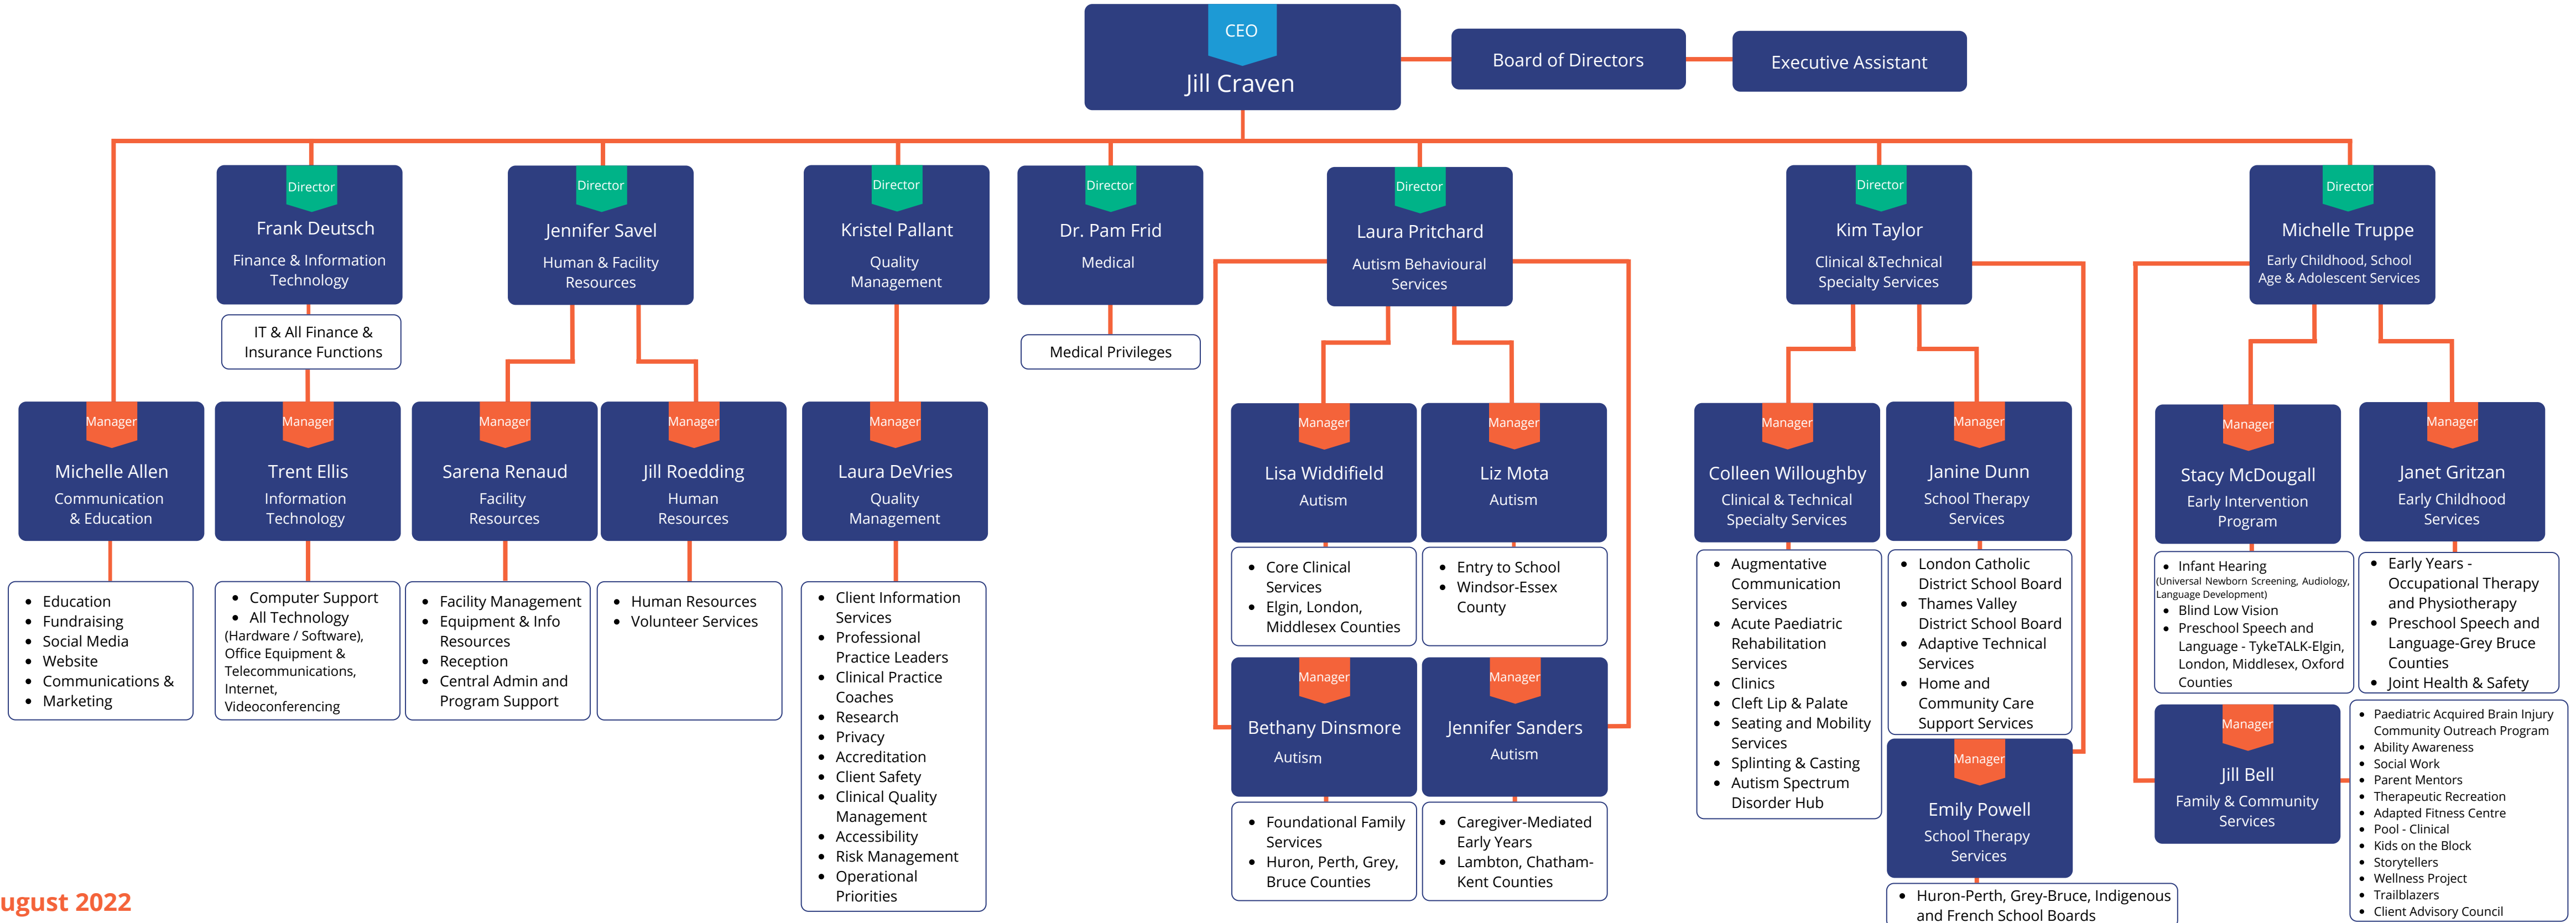 CEO
Jill Craven
Board of Directors
Executive Assistant
Director
Frank Deutsch
Finance & Information
Technology
IT & All Finance &
Insurance Functions
Director
Jennifer Savel
Human & Facility
Resources
Director
Kristel Pallant
Quality
Management
Director
Dr. Pam Frid
Medical
Medical Privileges
Director
Laura Pritchard
Autism Behavioural
Services
Director
Kim Taylor
Clinical &Technical
Specialty Services
Director
Michelle Truppe
Early Childhood, School
Age & Adolescent Services
Manager
Michelle Allen
Communication
& Education
• Education
• Fundraising
• Social Media
• Website
• Communications &
• Marketing
Manager
Trent Ellis
Information
Technology
• Computer Support
• All Technology
(Hardware / Software),
Office Equipment &
Telecommunications,
Internet,
Videoconferencing
Manager
Sarena Renaud
Facility
Resources
• Facility Management
• Equipment & Info
Resources
• Reception
• Central Admin and
Program Support
Manager
Jill Roedding
Human
Resources
• Human Resources
• Volunteer Services
Manager
Laura DeVries
Quality
Management
• Client Information
Services
• Professional
Practice Leaders
• Clinical Practice
Coaches
• Research
• Privacy
• Accreditation
• Client Safety
• Clinical Quality
Management
• Accessibility
• Risk Management
• Operational
Priorities
Manager
Lisa Widdifield
Autism
• Core Clinical
Services
• Elgin, London,
Middlesex Counties
Manager
Liz Mota
Autism
• Entry to School
• Windsor-Essex
County
Manager
Bethany Dinsmore
Autism
• Foundational Family
Services
• Huron, Perth, Grey,
Bruce Counties
Manager
Jennifer Sanders
Autism
• Caregiver-Mediated
Early Years
• Lambton, Chatham-
Kent Counties
Manager
Colleen Willoughby
Clinical & Technical
Specialty Services
• Augmentative
Communication
Services
• Acute Paediatric
Rehabilitation
Services
• Clinics
• Cleft Lip & Palate
• Seating and Mobility
Services
• Splinting & Casting
• Autism Spectrum
Disorder Hub
Manager
Janine Dunn
School Therapy
Services
• London Catholic
District School Board
• Thames Valley
District School Board
• Adaptive Technical
Services
• Home and
Community Care
Support Services
Manager
Emily Powell
School Therapy
Services
• Huron-Perth, Grey-Bruce, Indigenous
and French School Boards
Manager
Stacy McDougall
Early Intervention
Program
• Infant Hearing
(Universal Newborn Screening, Audiology,
Language Development)
• Blind Low Vision
• Preschool Speech and
Language - TykeTALK-Elgin,
London, Middlesex, Oxford
Counties
Manager
Janet Gritzan
Early Childhood
Services
• Early Years -
Occupational Therapy
and Physiotherapy
• Preschool Speech and
Language-Grey Bruce
Counties
• Joint Health & Safety
Manager
Jill Bell
Family & Community
Services
• Paediatric Acquired Brain Injury
Community Outreach Program
• Ability Awareness
• Social Work
• Parent Mentors
• Therapeutic Recreation
• Adapted Fitness Centre
• Pool - Clinical
• Kids on the Block
• Storytellers
• Wellness Project
• Trailblazers
• Client Advisory Council
ugust 2022